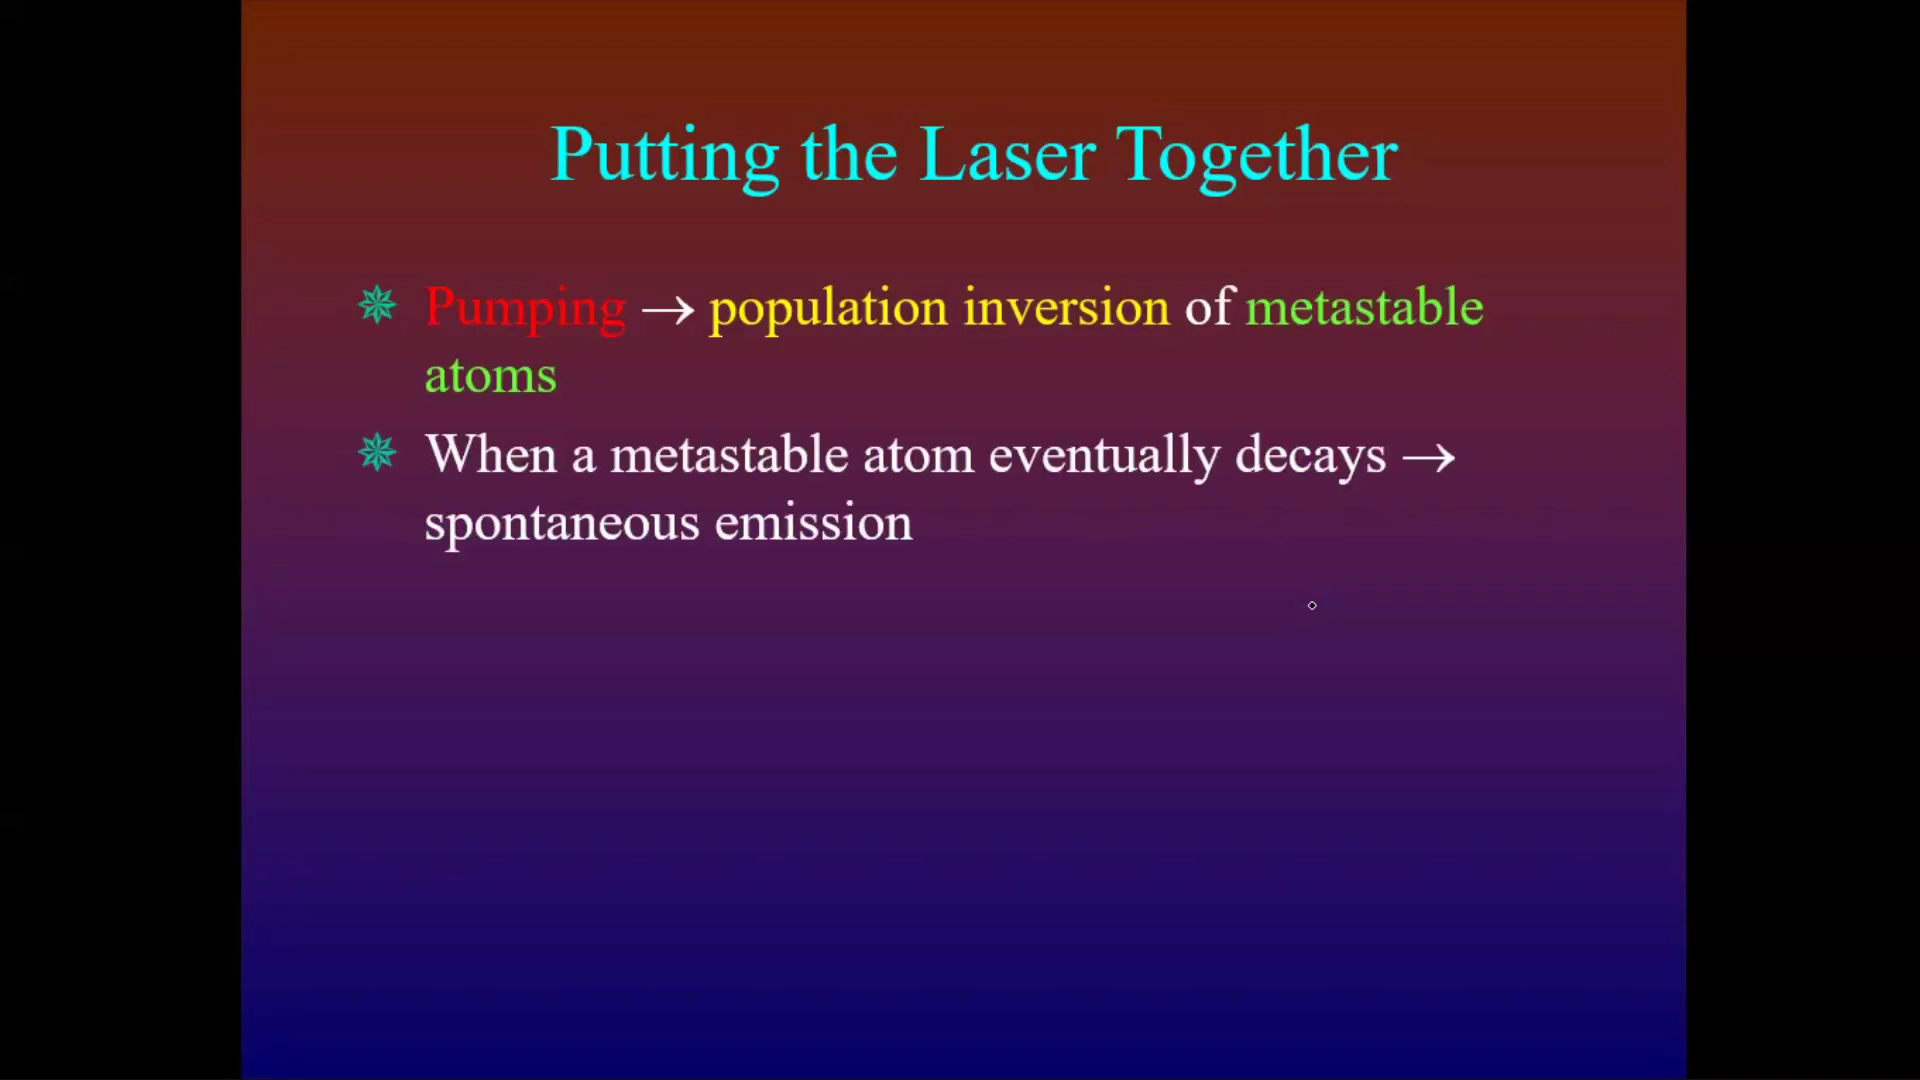 Putting the Laser Together
Pumping → population inversion of metastable
atoms
When a metastable atom eventually decays →
spontaneous emission